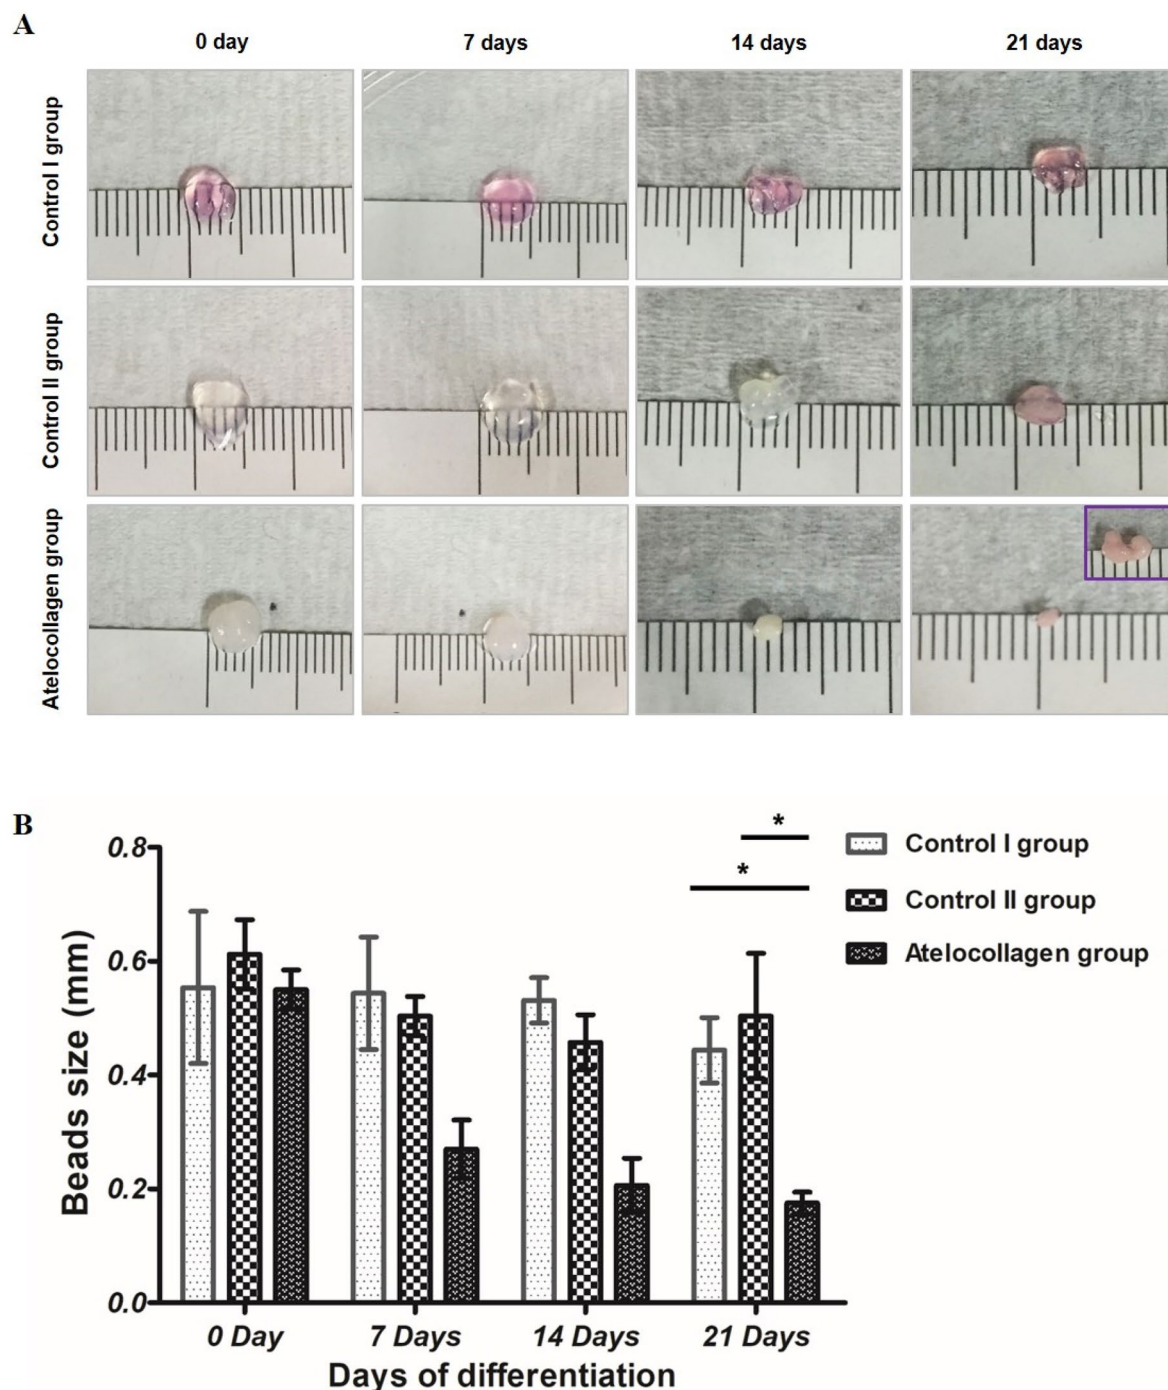 A
0 day 7 days 14 days 21 days
Control I group
Control II group
Atelocollagen group
B
* 
*
Control I group
Control II group
Atelocollagen group
Beads size (mm)
0.8
0.6
0.4
0.2
0.0
0 Day 7 Days 14 Days 21 Days
Days of differentiation